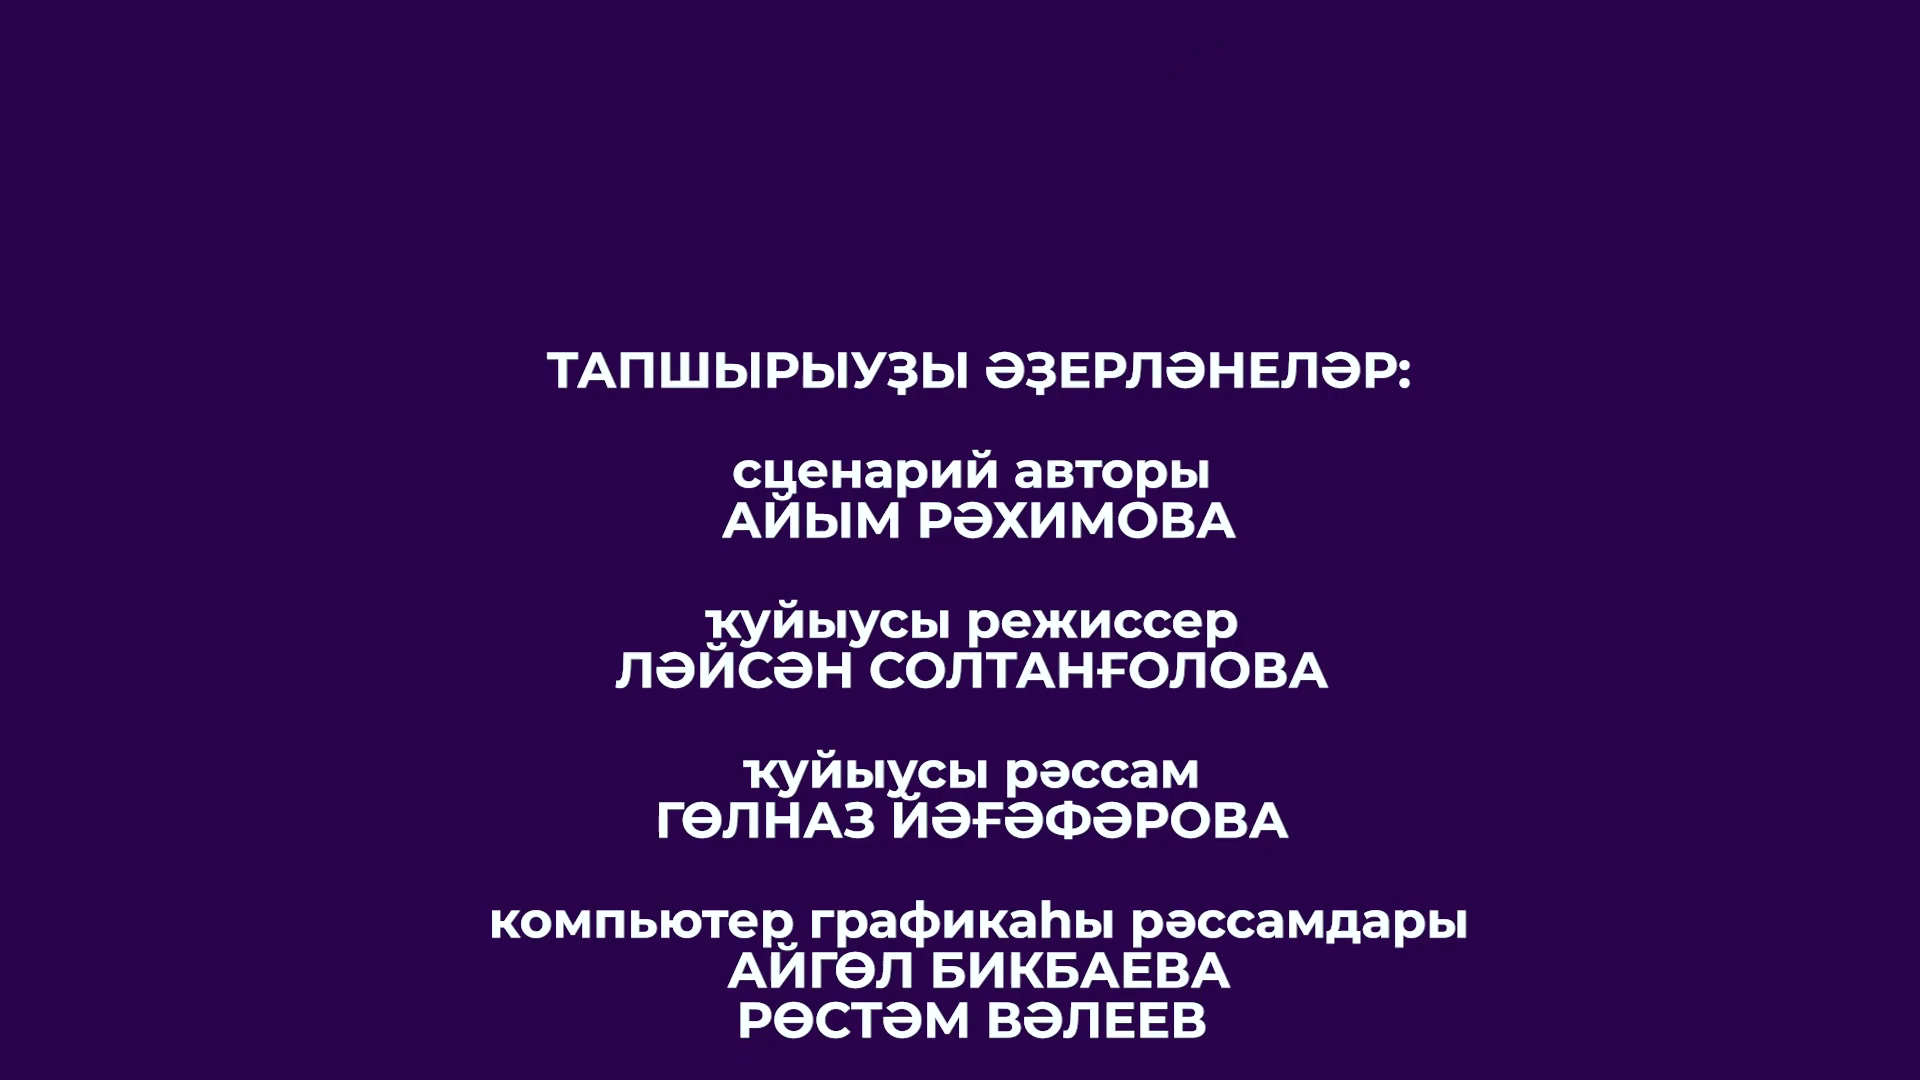 ТАПШЫРЫУҘЫ ӘҘЕРЛӘНЕЛӘР:
сценарий авторы
АЙЫМ РӘХИМОВА
ҡуйыусы режиссер
ЛӘЙСӘН СОЛТАНҒОЛОВА
ҡуйыусы рәссам
ГӨЛНАЗ ЙӘҒӘФӘРОВА
компьютер графикаһы рәссамдары
АЙГӨЛ БИКБАЕВА
РӨСТӘМ ВӘЛЕЕВ